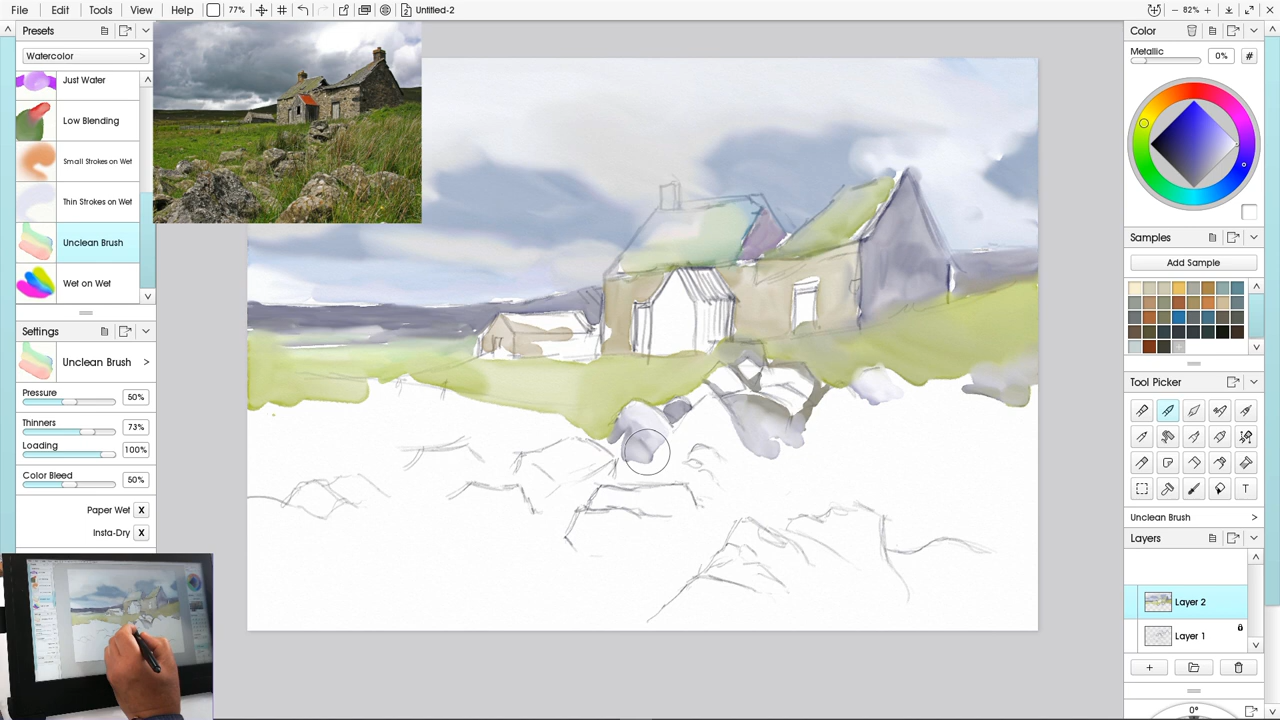 File Edit Tools View Help 77% Untitled-2 82%
Presets
Watercolor >
Just Water
Low Blending
Small Strokes on Wet
Thin Strokes on Wet
Unclean Brush
Wet on Wet
Settings
Unclean Brush >
Pressure
50%
Thinners
73%
Loading
100%
Color Bleed
50%
Paper Wet X
Insta-Dry X
Color
Metallic
0% #
Samples
Add Sample
Tool Picker
T
Unclean Brush >
Layers
Layer 2
Layer 1
0°